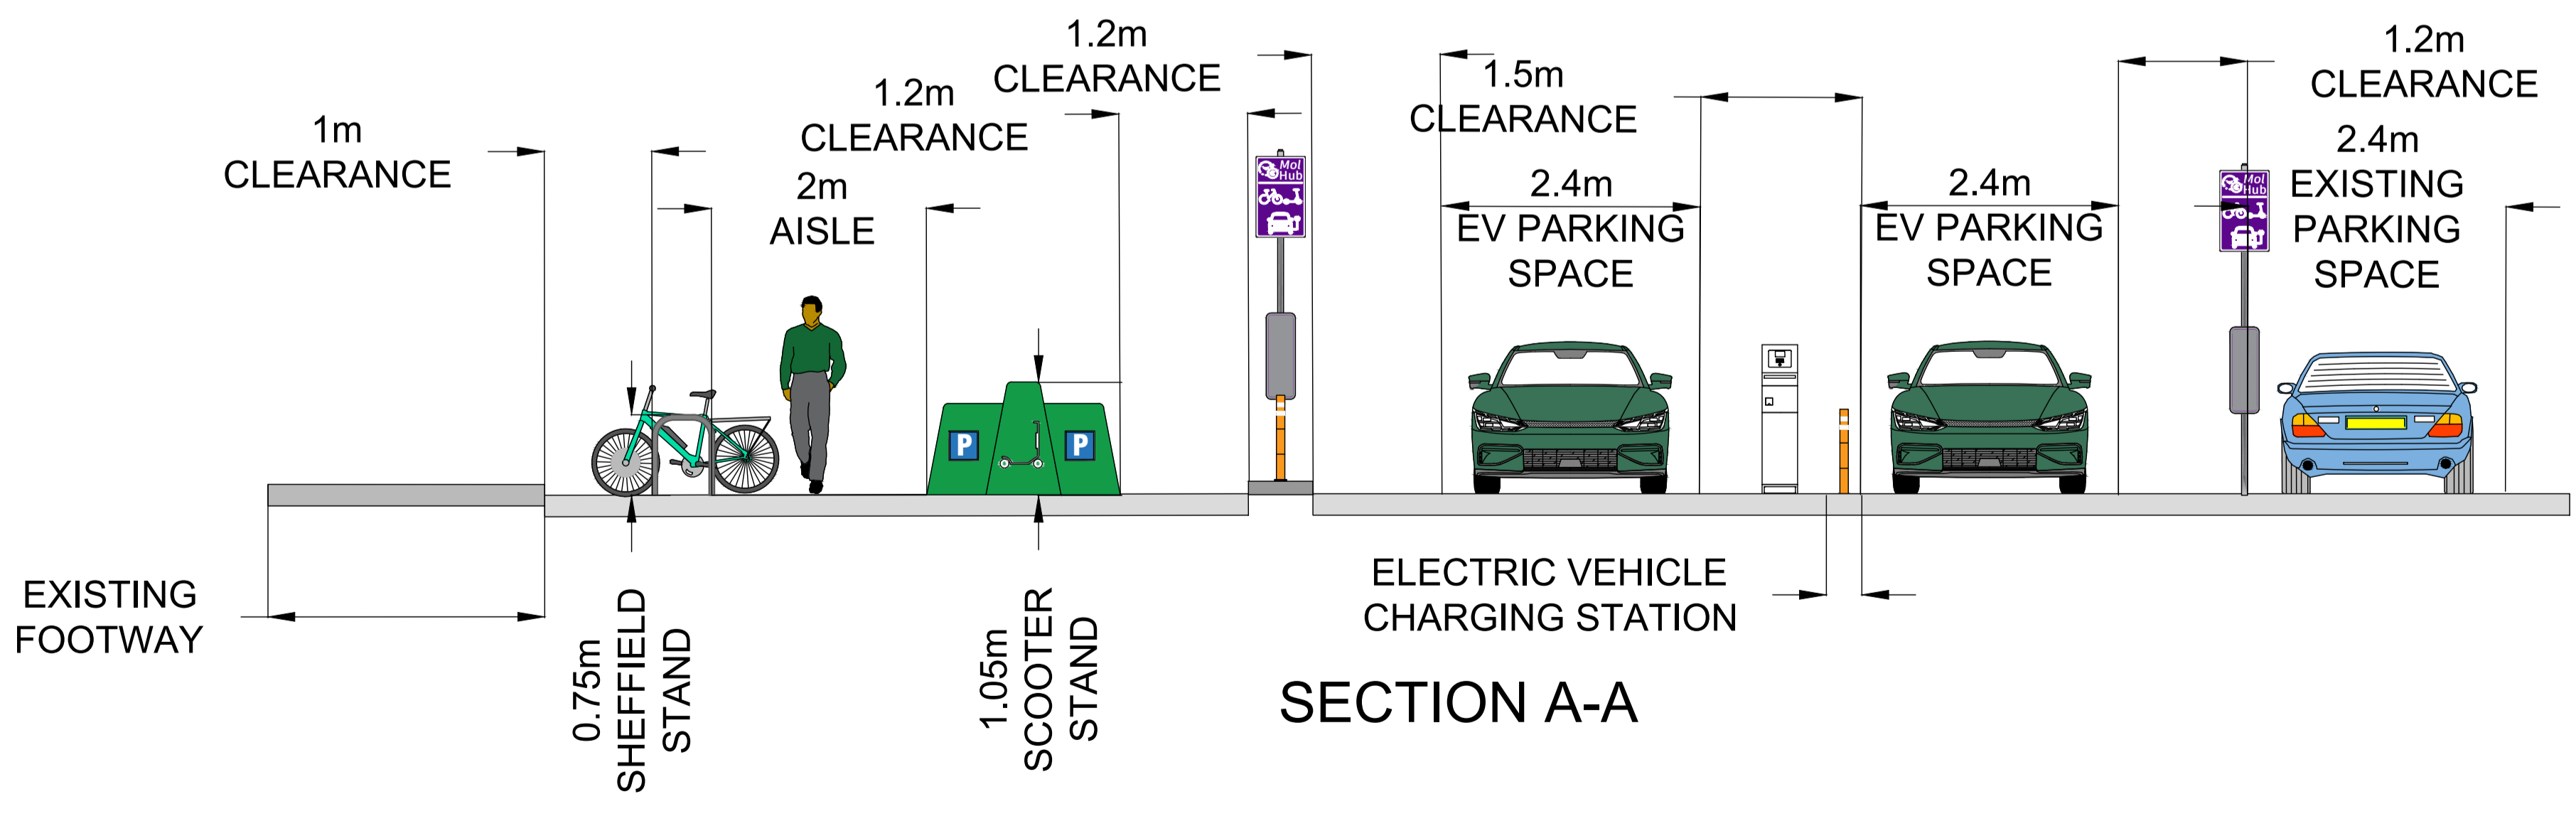 1m
CLEARANCE
1.2m
CLEARANCE
2m
AISLE
1.2m
CLEARANCE
Mol
Hub
1.5m
CLEARANCE
2.4m
EV PARKING
SPACE
2.4m
EV PARKING
SPACE
Mol
Hub
1.2m
CLEARANCE
2.4m
EXISTING
PARKING
SPACE
P
P
EXISTING
FOOTWAY
0.75m
SHEFFIELD
STAND
1.05m
SCOOTER
STAND
ELECTRIC VEHICLE
CHARGING STATION
SECTION A-A